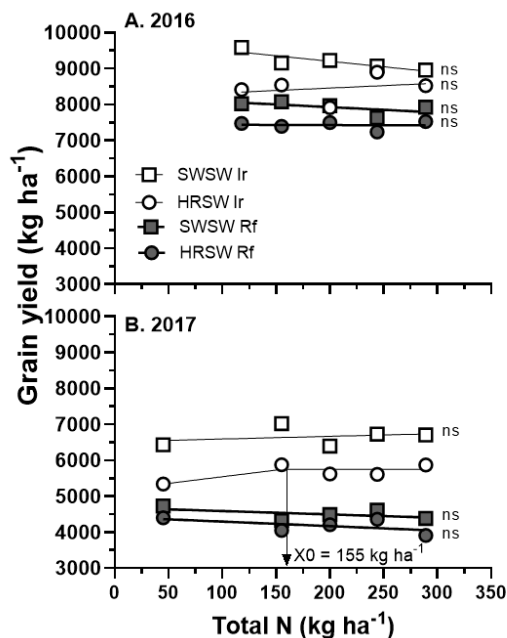 A. 2016
10000
9000
8000
7000
6000
5000
4000
3000
ns
ns
ns
ns
SWSW Ir
HRSW Ir
SWSW Rf
HRSW Rf
Grain yield (kg ha⁻¹)
B. 2017
10000
9000
8000
7000
6000
5000
4000
3000
ns
ns
ns
X0 = 155 kg ha⁻¹
0 50 100 150 200 250 300 350
Total N (kg ha⁻¹)